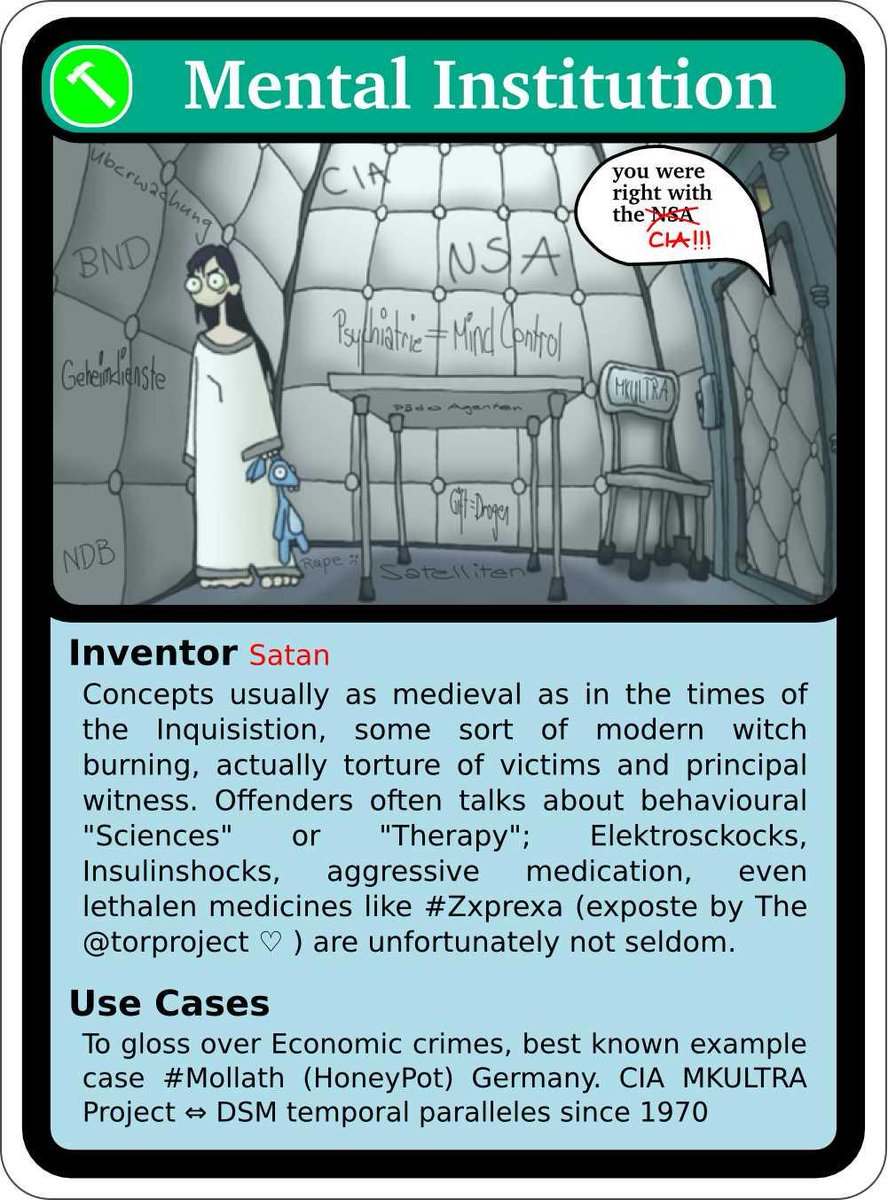 Mental Institution
Überwachung
CIA
you were
right with
the NSA
CIA!!!
BND
NSA
Psychiatrie = Mind Control
Geheimdienste
MKULTRA
Pädo Agenten
Gift=Drogen
NDB
Rape
Satelliten
Inventor Satan
Concepts usually as medieval as in the times of
the Inquisistion, some sort of modern witch
burning, actually torture of victims and principal
witness. Offenders often talks about behavioural
"Sciences" or "Therapy"; Elektrosckocks,
Insulinshocks, aggressive medication, even
lethalen medicines like #Zxprexa (exposte by The
@torproject ♡ ) are unfortunately not seldom.
Use Cases
To gloss over Economic crimes, best known example
case #Mollath (HoneyPot) Germany. CIA MKULTRA
Project ⇔ DSM temporal paralleles since 1970